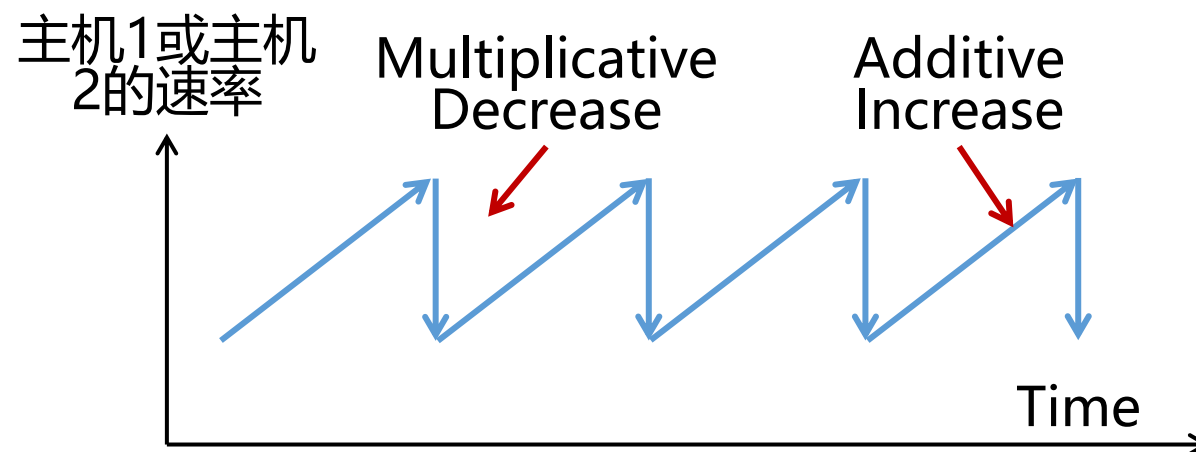 主机1或主机
2的速率
Multiplicative
Decrease
Additive
Increase
Time